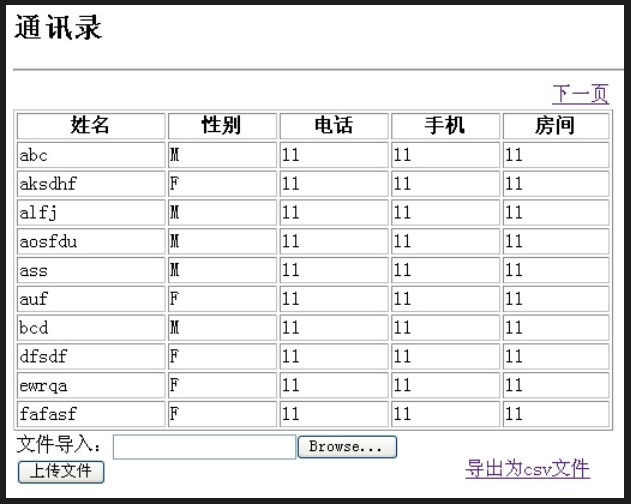 通讯录
下一页
姓名 性别 电话 手机 房间
abc M 11 11 11
aksdhf F 11 11 11
alfj M 11 11 11
aosfdu M 11 11 11
ass M 11 11 11
auf F 11 11 11
bcd M 11 11 11
dfsdf F 11 11 11
ewrqa F 11 11 11
fafasf F 11 11 11
文件导入： Browse...
上传文件 导出为csv文件